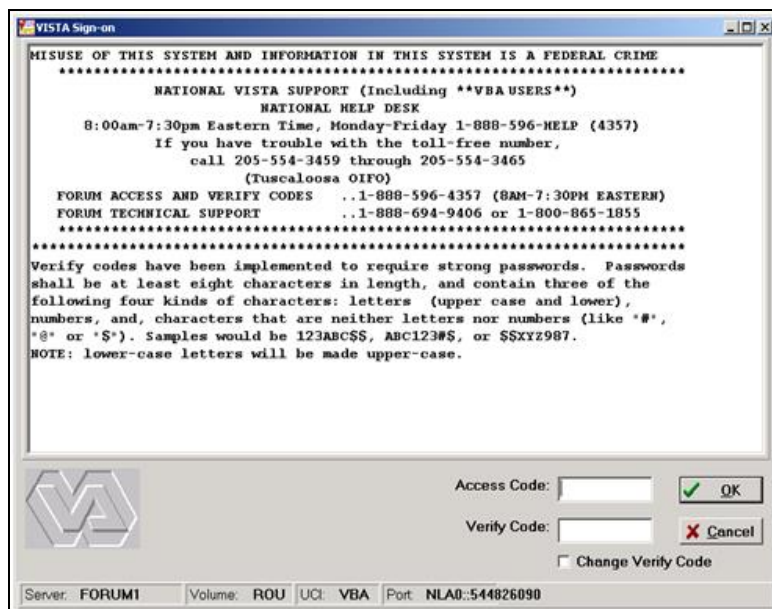 VISTA Sign-on
MISUSE OF THIS SYSTEM AND INFORMATION IN THIS SYSTEM IS A FEDERAL CRIME
************************************************************************
NATIONAL VISTA SUPPORT (Including **VBA USERS**)
NATIONAL HELP DESK
8:00am-7:30pm Eastern Time, Monday-Friday 1-888-596-HELP (4357)
If you have trouble with the toll-free number,
call 205-554-3459 through 205-554-3465
(Tuscaloosa OIFO)
FORUM ACCESS AND VERIFY CODES ..1-888-596-4357 (8AM-7:30PM EASTERN)
FORUM TECHNICAL SUPPORT ..1-888-694-9406 or 1-800-865-1855
************************************************************************
***************************************************************************
Verify codes have been implemented to require strong passwords. Passwords
shall be at least eight characters in length, and contain three of the
following four kinds of characters: letters (upper case and lower),
numbers, and, characters that are neither letters nor numbers (like "#",
"@" or "$"). Samples would be 123ABC$$, ABC123#$, or $$XYZ987.
NOTE: lower-case letters will be made upper-case.
Access Code:
OK
Verify Code:
Cancel
Change Verify Code
Server: FORUM1 Volume: ROU UCI: VBA Port: NLA0::544826090